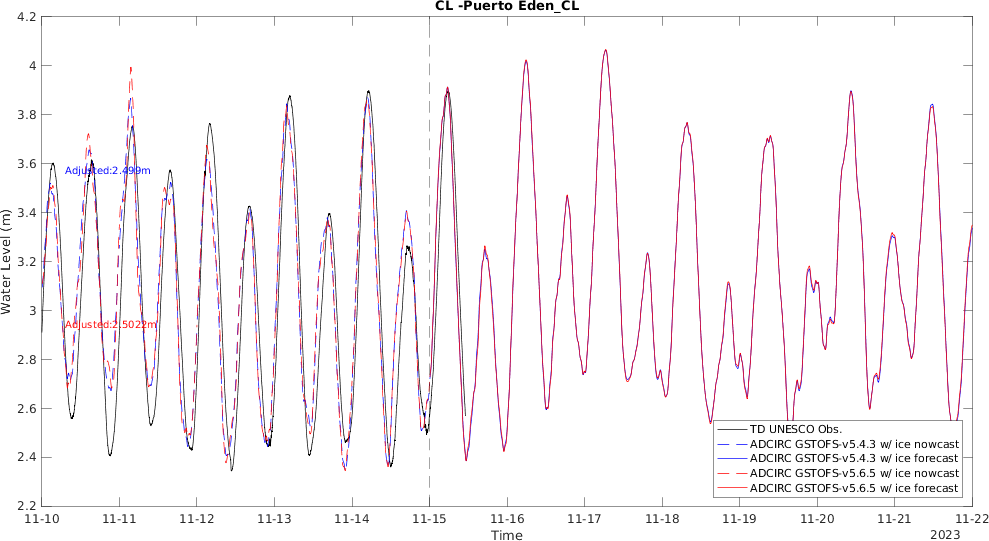 CL -Puerto Eden_CL
4.2
4
3.8
3.6
3.4
3.2
3
2.8
2.6
2.4
2.2
Water Level (m)
Adjusted:2.499m
Adjusted:2.5022m
TD UNESCO Obs.
ADCIRC GSTOFS-v5.4.3 w/ ice nowcast
ADCIRC GSTOFS-v5.4.3 w/ ice forecast
ADCIRC GSTOFS-v5.6.5 w/ ice nowcast
ADCIRC GSTOFS-v5.6.5 w/ ice forecast
11-10 11-11 11-12 11-13 11-14 11-15 11-16 11-17 11-18 11-19 11-20 11-21 11-22
Time
2023